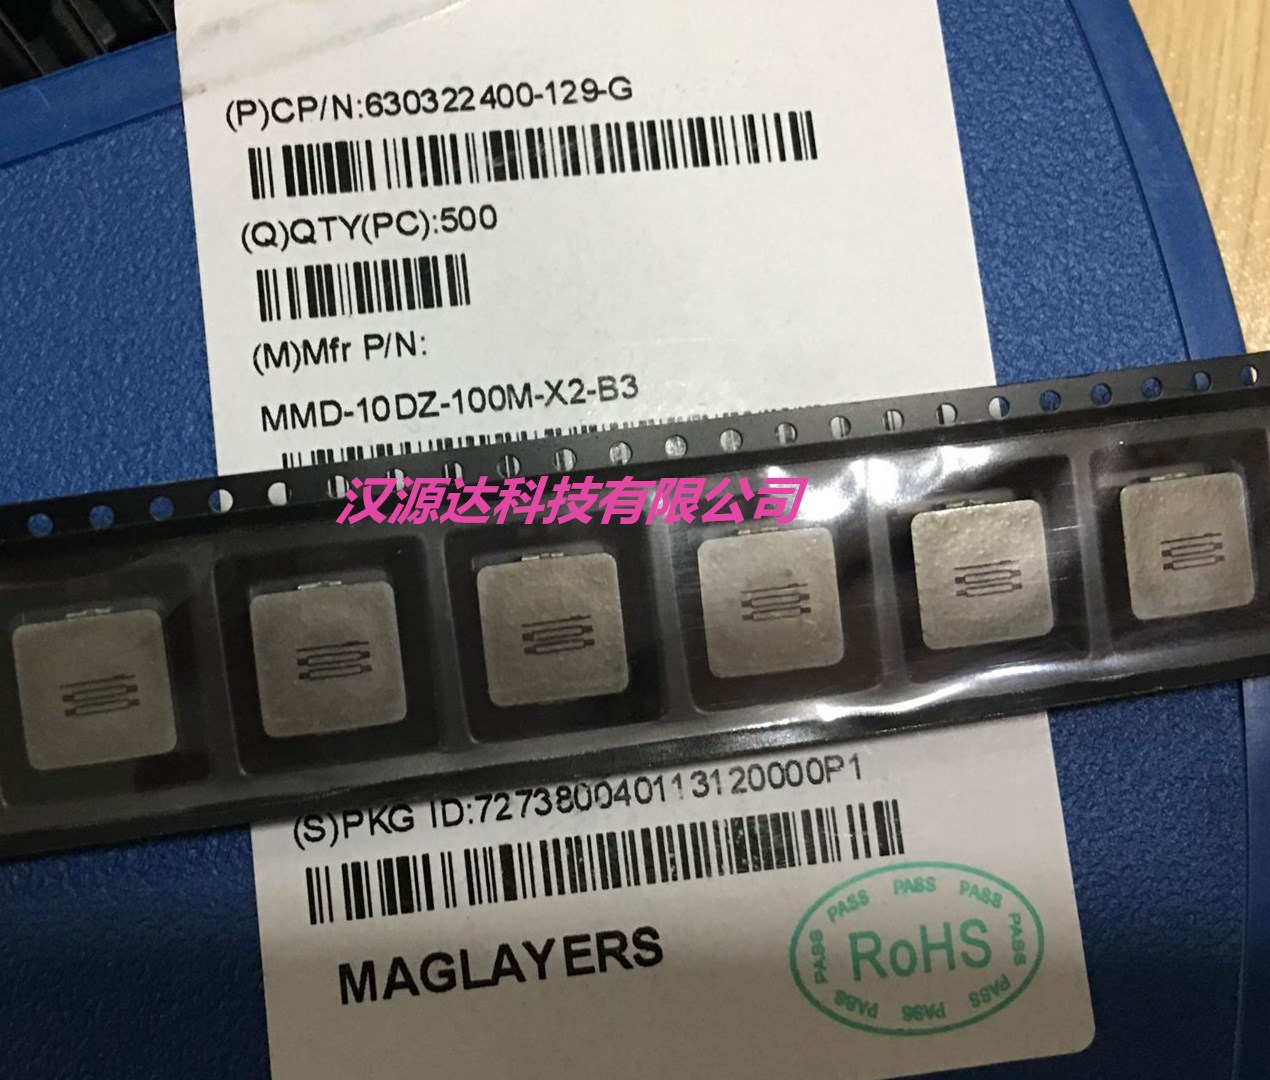 (P)CP/N:630322400-129-G
(Q)QTY(PC):500
(M)Mfr P/N:
MMD-10DZ-100M-X2-B3
汉源达科技有限公司
(S)PKG ID:727380040113120000P1
MAGLAYERS
PASS PASS PASS PASS PASS PASS PASS PASS
RoHS